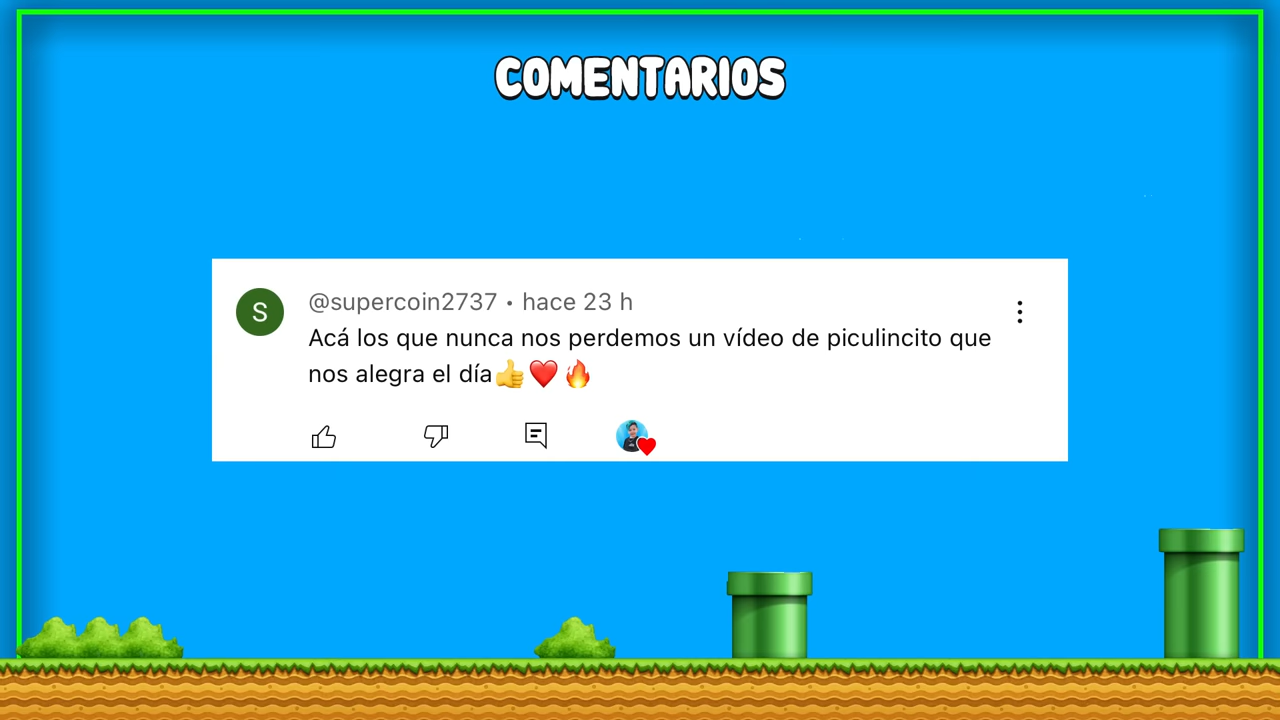 COMENTARIOS
S
@supercoin2737 • hace 23 h
Acá los que nunca nos perdemos un vídeo de piculincito que
nos alegra el día👍❤️🔥